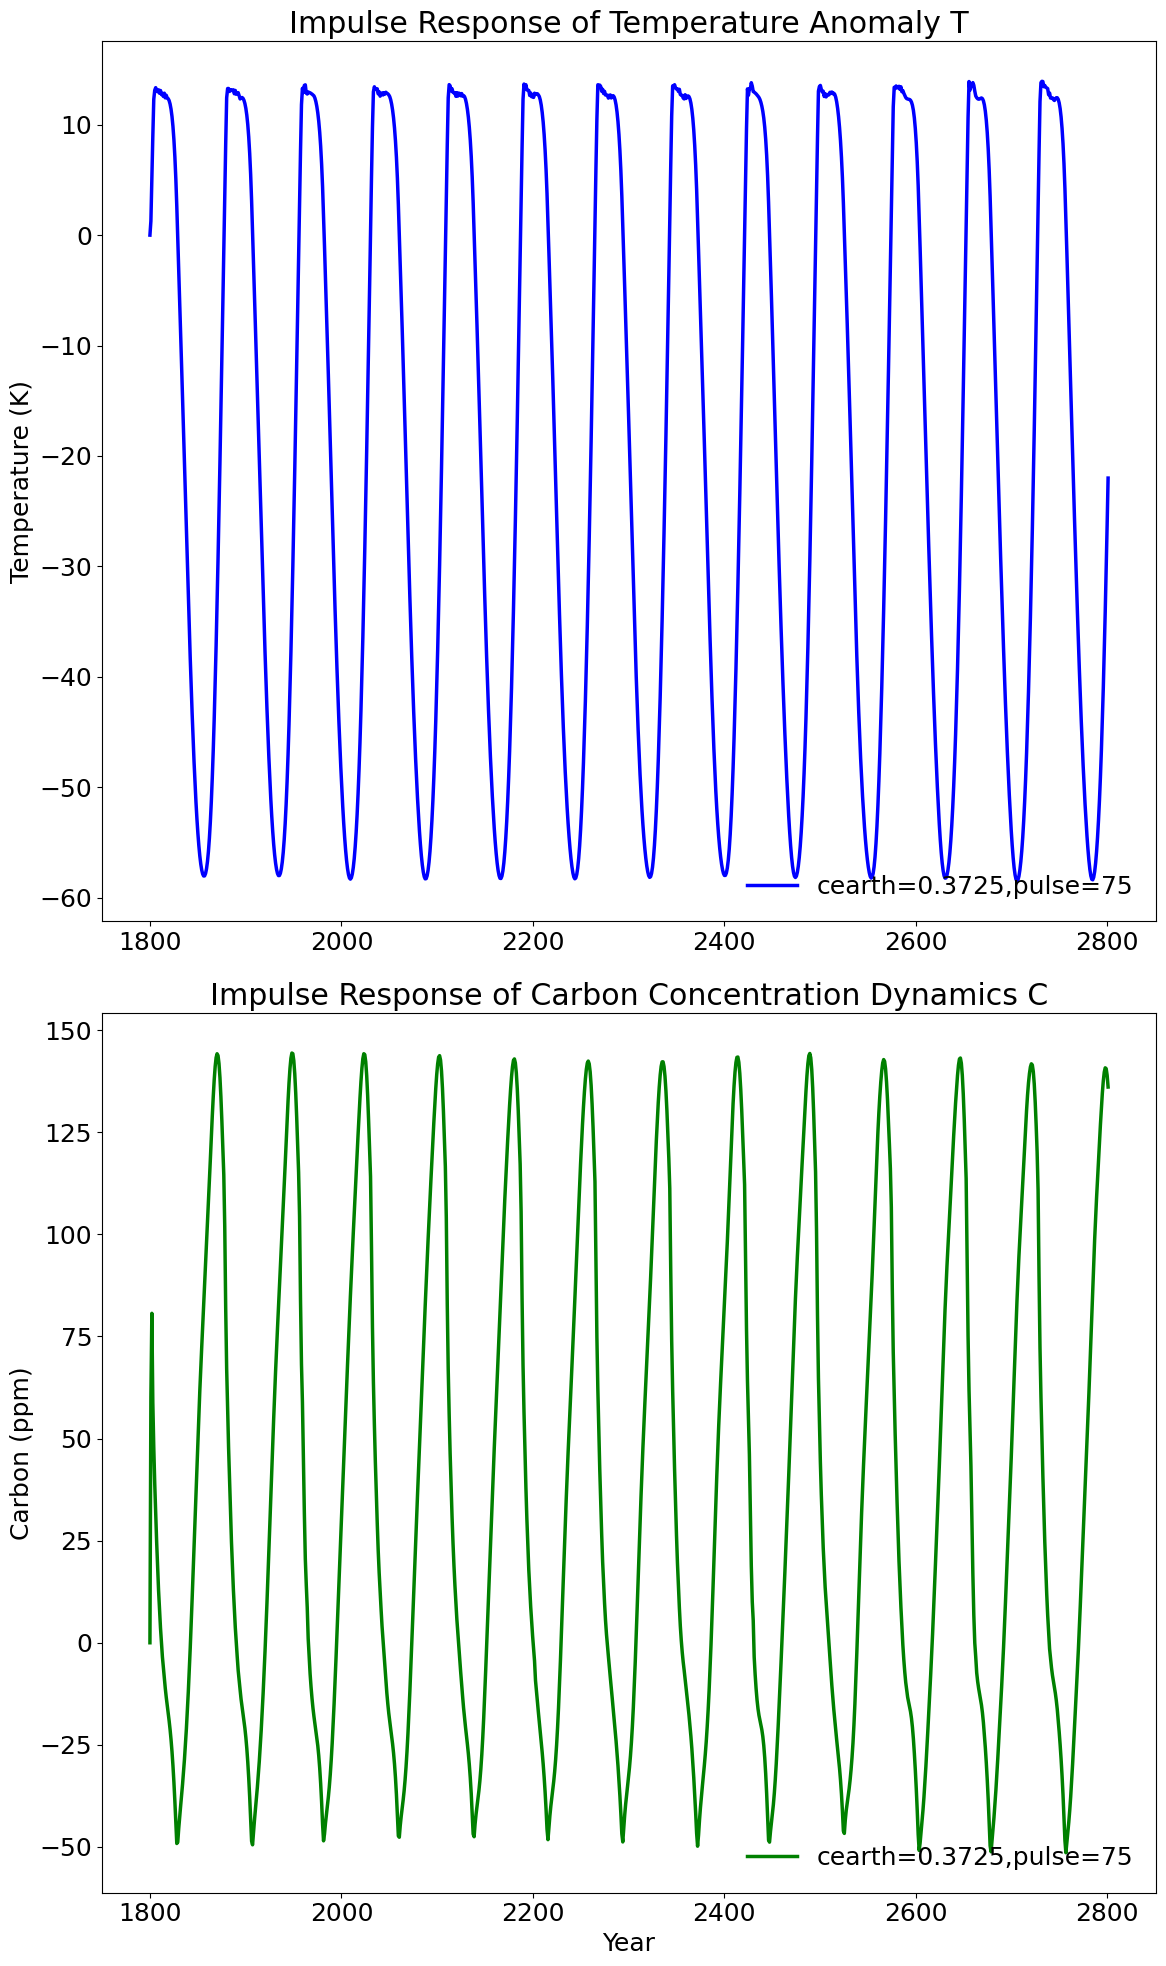 Impulse Response of Temperature Anomaly T
Temperature (K)
10
0
−10
−20
−30
−40
−50
−60
cearth=0.3725,pulse=75
1800 2000 2200 2400 2600 2800
Impulse Response of Carbon Concentration Dynamics C
Carbon (ppm)
150
125
100
75
50
25
0
−25
−50
cearth=0.3725,pulse=75
1800 2000 2200 2400 2600 2800
Year